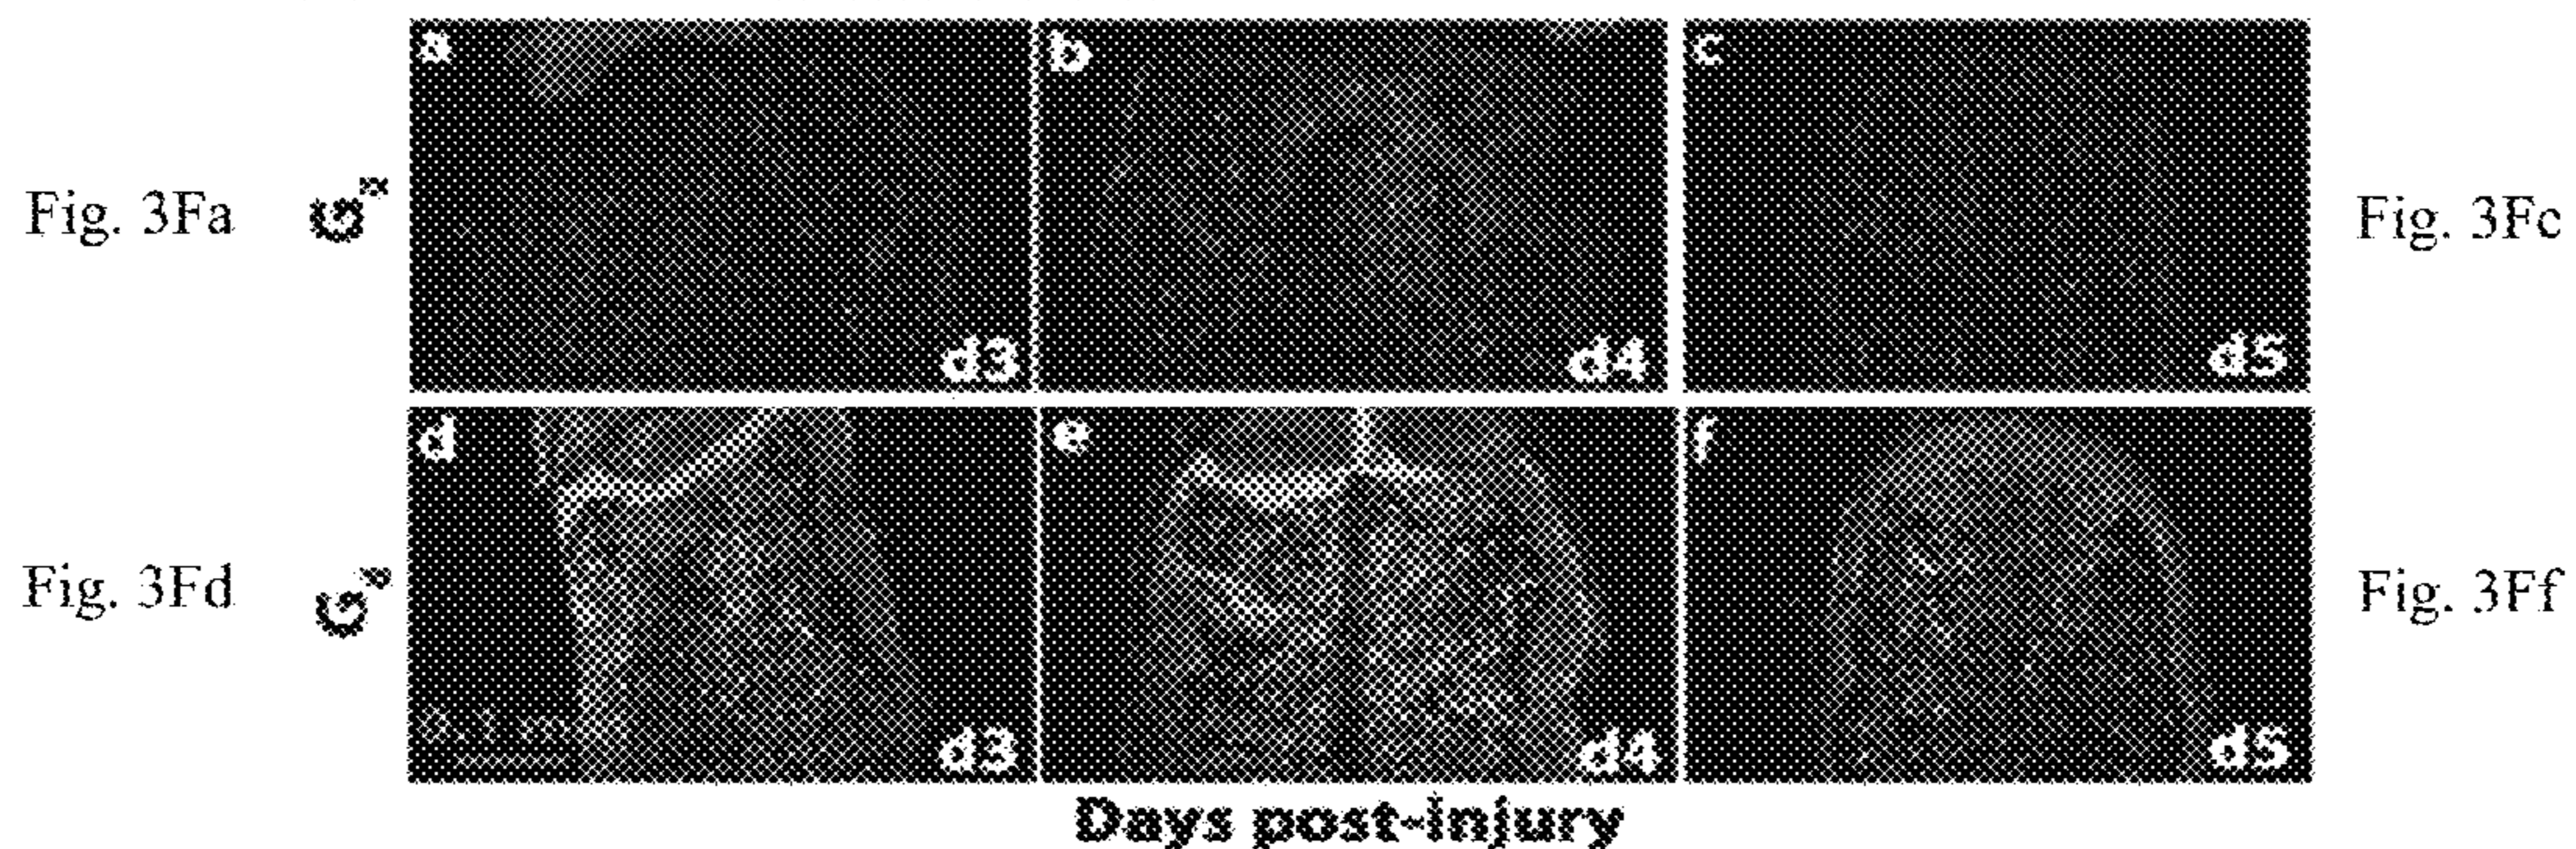 a b c
Fig. 3Fa Fig. 3Fc
d3 d4 d5
d e f
Fig. 3Fd Fig. 3Ff
d3 d4 d5
Days post-injury